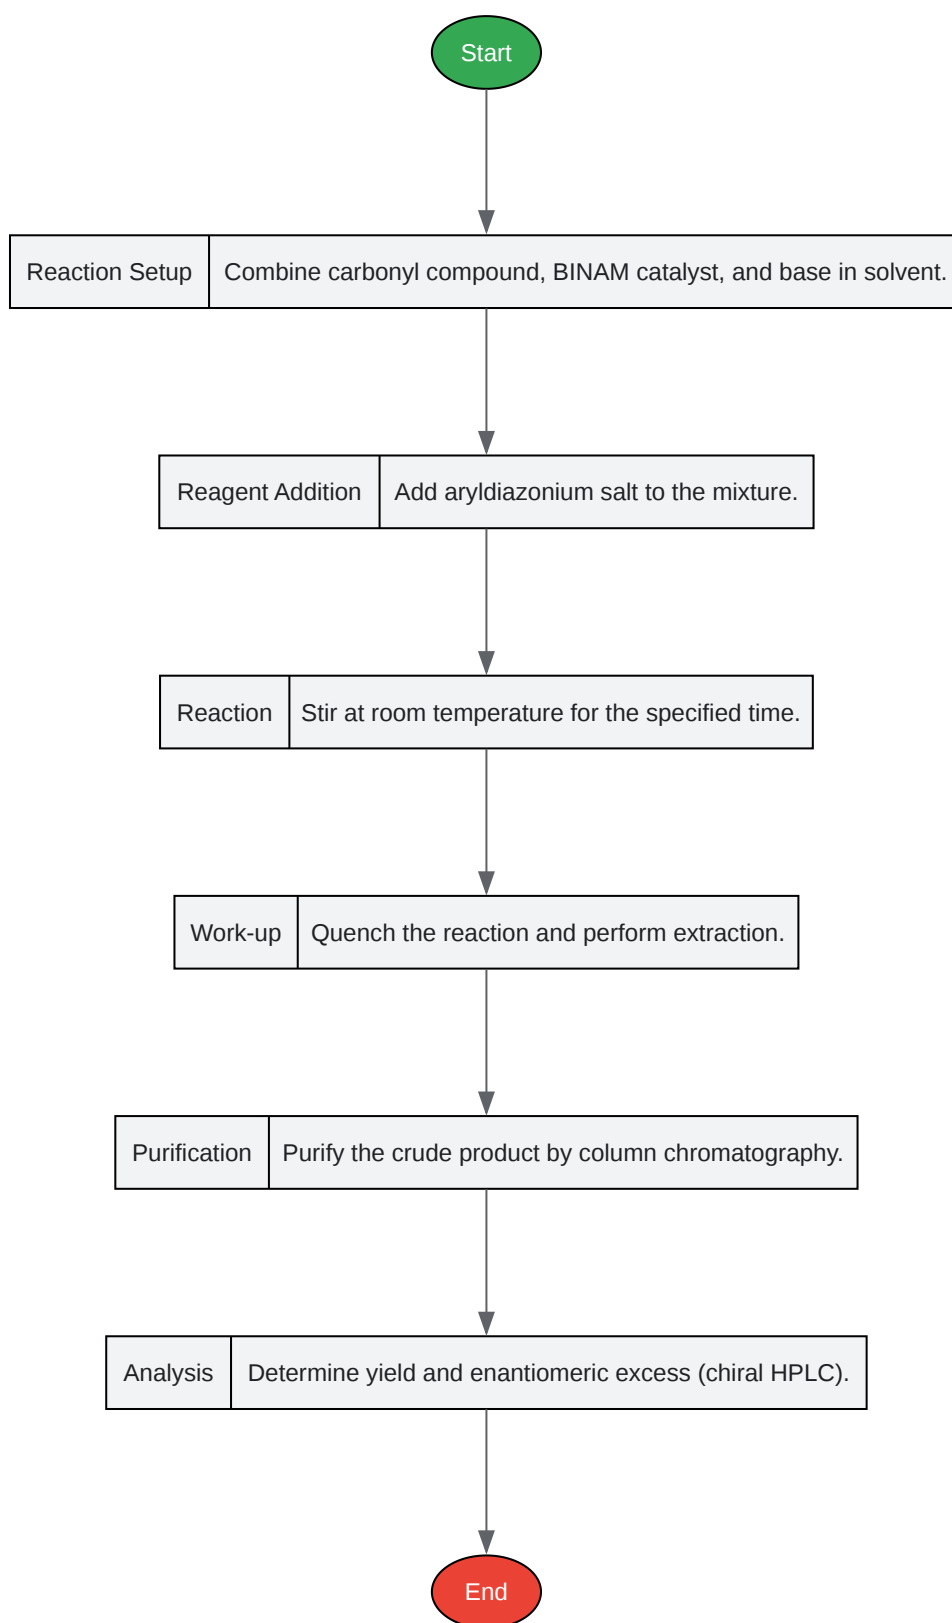 Start
Reaction Setup Combine carbonyl compound, BINAM catalyst, and base in solvent.
Reagent Addition Add aryldiazonium salt to the mixture.
Reaction Stir at room temperature for the specified time.
Work-up Quench the reaction and perform extraction.
Purification Purify the crude product by column chromatography.
Analysis Determine yield and enantiomeric excess (chiral HPLC).
End